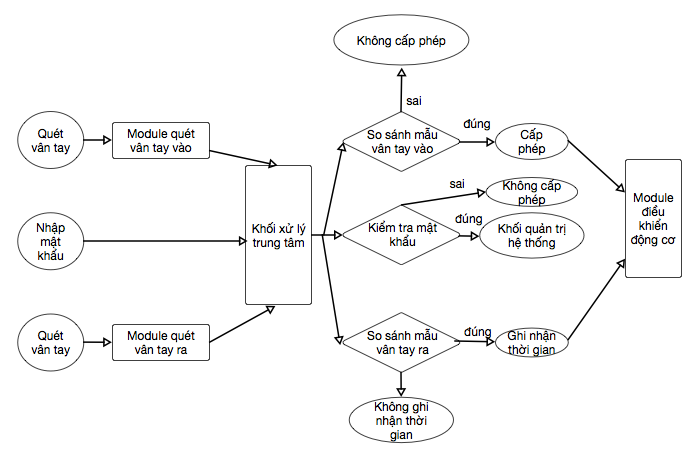 Không cấp phép
sai
Quét
vân tay
Module quét
vân tay vào
So sánh mẫu
vân tay vào
đúng
Cấp
phép
Nhập
mật
khẩu
Khối xử lý
trung tâm
Kiểm tra mật
khẩu
sai
Không cấp
phép
đúng
Khối quản trị
hệ thống
Module
điều
khiển
động cơ
Quét
vân tay
Module quét
vân tay ra
So sánh mẫu
vân tay ra
đúng
Ghi nhận
thời gian
Không ghi
nhận thời
gian